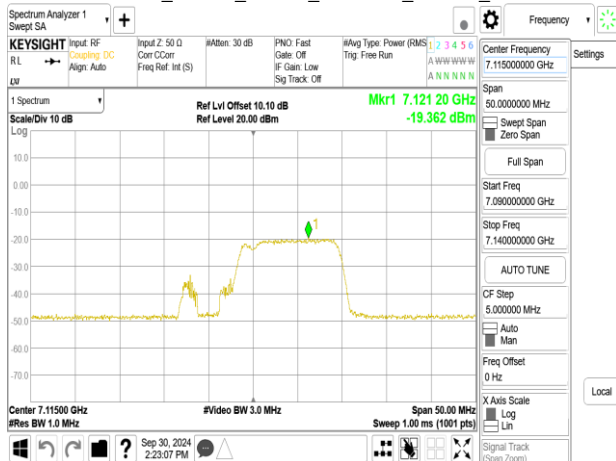 Spectrum Analyzer 1
Swept SA
Frequency
KEYSIGHT
RL
LXI
Input: RF
Coupling: DC
Align: Auto
Input Z: 50 Ω
Corr CCorr
Freq Ref: Int (S)
#Atten: 30 dB
PNO: Fast
Gate: Off
IF Gain: Low
Sig Track: Off
#Avg Type: Power (RMS
Trig: Free Run
1 2 3 4 5 6
A W W W W W
A N N N N N
1 Spectrum
Scale/Div 10 dB
Log
Ref Lvl Offset 10.10 dB
Ref Level 20.00 dBm
Mkr1 7.121 20 GHz
-19.362 dBm
10.0
0.00
-10.0
-20.0
-30.0
-40.0
-50.0
-60.0
-70.0
1
Center 7.11500 GHz
#Res BW 1.0 MHz
#Video BW 3.0 MHz
Span 50.00 MHz
Sweep 1.00 ms (1001 pts)
?
Sep 30, 2024
2:23:07 PM
Center Frequency
7.115000000 GHz
Settings
Span
50.0000000 MHz
Swept Span
Zero Span
Full Span
Start Freq
7.090000000 GHz
Stop Freq
7.140000000 GHz
AUTO TUNE
CF Step
5.000000 MHz
Auto
Man
Freq Offset
0 Hz
X Axis Scale
Log
Lin
Local
Signal Track
(Span Zoom)